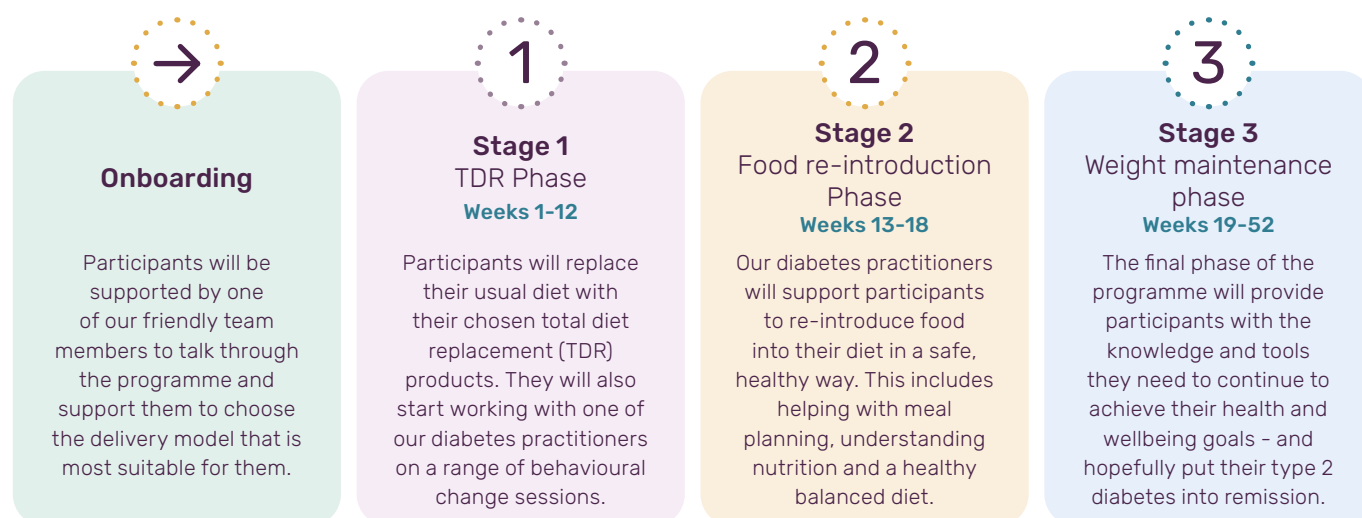 Onboarding
Participants will be
supported by one
of our friendly team
members to talk through
the programme and
support them to choose
the delivery model that is
most suitable for them.
1
Stage 1
TDR Phase
Weeks 1-12
Participants will replace
their usual diet with
their chosen total diet
replacement (TDR)
products. They will also
start working with one of
our diabetes practitioners
on a range of behavioural
change sessions.
2
Stage 2
Food re-introduction
Phase
Weeks 13-18
Our diabetes practitioners
will support participants
to re-introduce food
into their diet in a safe,
healthy way. This includes
helping with meal
planning, understanding
nutrition and a healthy
balanced diet.
3
Stage 3
Weight maintenance
phase
Weeks 19-52
The final phase of the
programme will provide
participants with the
knowledge and tools
they need to continue to
achieve their health and
wellbeing goals - and
hopefully put their type 2
diabetes into remission.